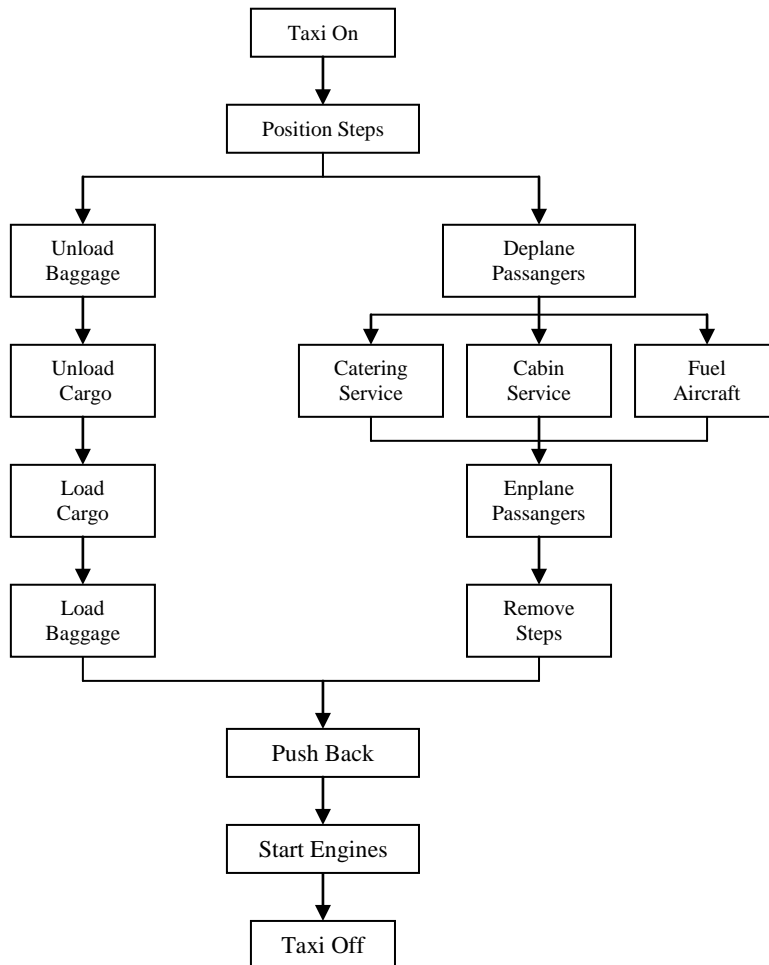 Taxi On
Position Steps
Unload
Baggage
Deplane
Passangers
Unload
Cargo
Catering
Service
Cabin
Service
Fuel
Aircraft
Load
Cargo
Enplane
Passangers
Load
Baggage
Remove
Steps
Push Back
Start Engines
Taxi Off